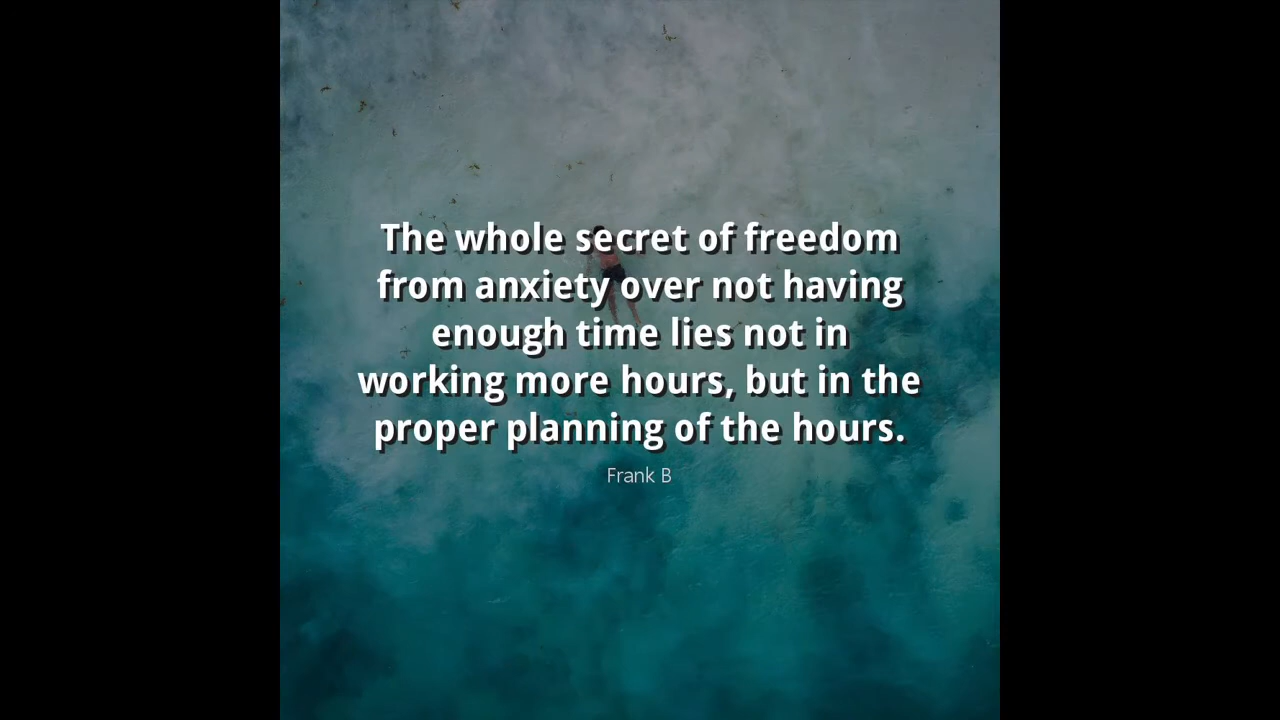 The whole secret of freedom
from anxiety over not having
enough time lies not in
working more hours, but in the
proper planning of the hours.
Frank B